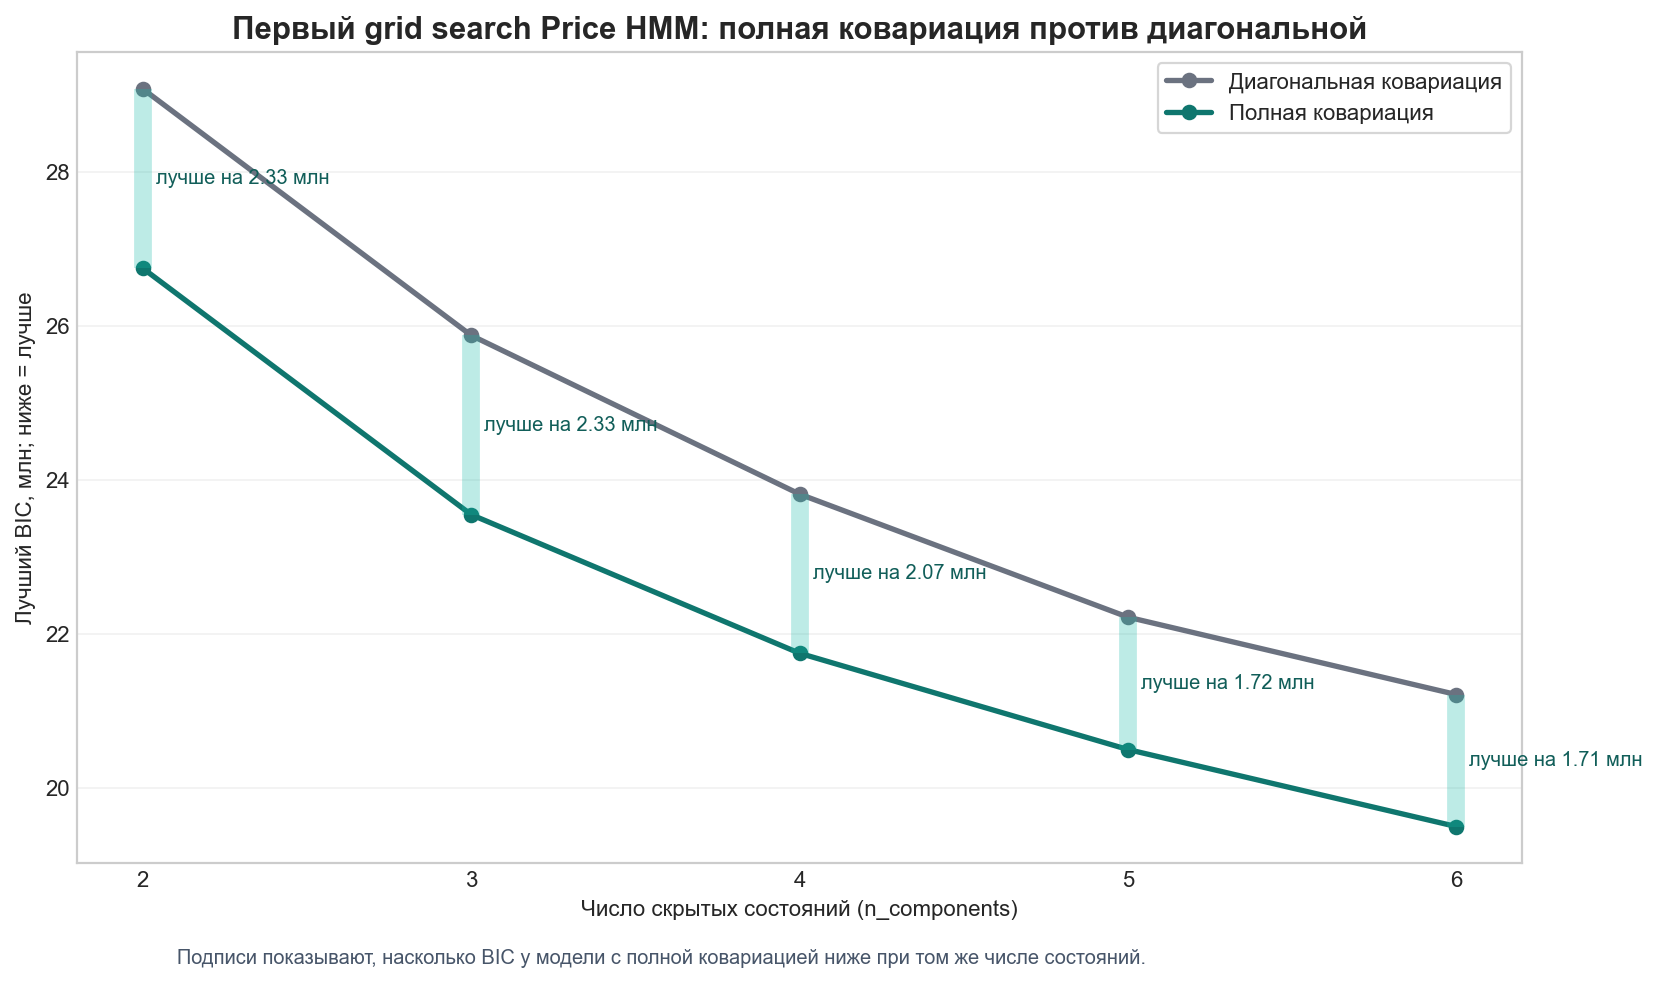 Первый grid search Price HMM: полная ковариация против диагональной
Диагональная ковариация
Полная ковариация
Лучший BIC, млн; ниже = лучше
28
26
24
22
20
лучше на 2.33 млн
лучше на 2.33 млн
лучше на 2.07 млн
лучше на 1.72 млн
лучше на 1.71 млн
2
3
4
5
6
Число скрытых состояний (n_components)
Подписи показывают, насколько BIC у модели с полной ковариацией ниже при том же числе состояний.